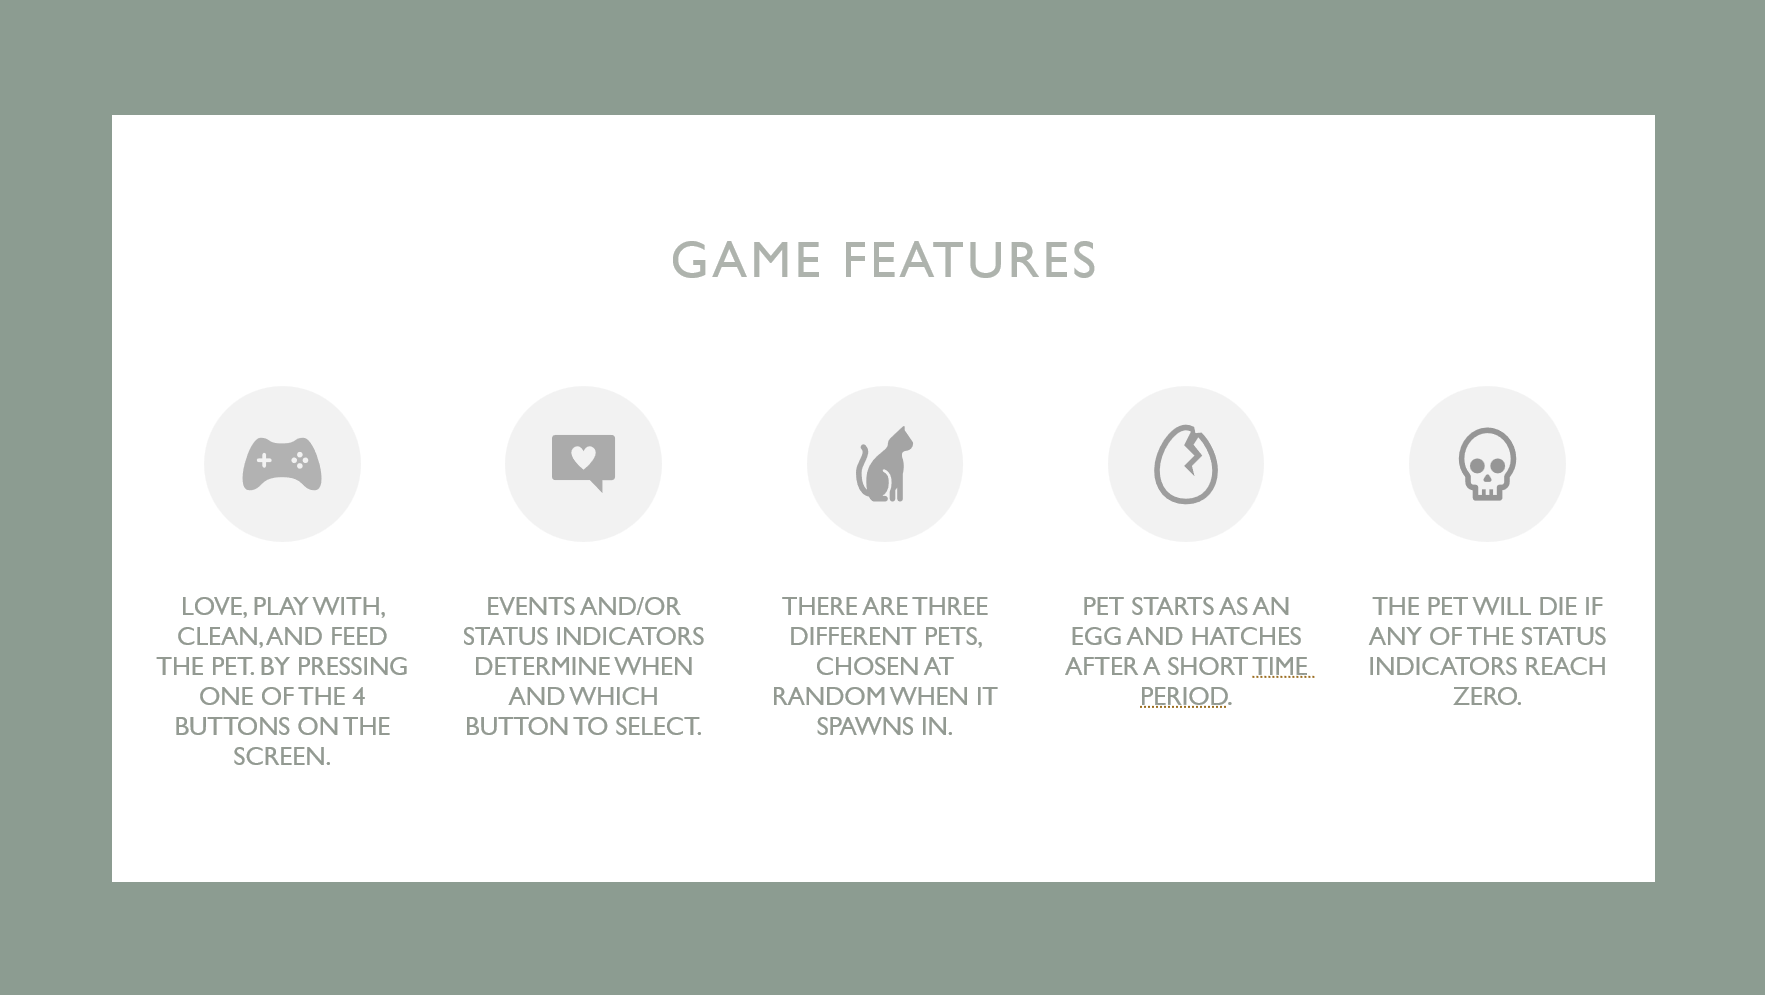 GAME FEATURES
LOVE, PLAY WITH,
CLEAN, AND FEED
THE PET. BY PRESSING
ONE OF THE 4
BUTTONS ON THE
SCREEN.
EVENTS AND/OR
STATUS INDICATORS
DETERMINE WHEN
AND WHICH
BUTTON TO SELECT.
THERE ARE THREE
DIFFERENT PETS,
CHOSEN AT
RANDOM WHEN IT
SPAWNS IN.
PET STARTS AS AN
EGG AND HATCHES
AFTER A SHORT TIME
PERIOD.
THE PET WILL DIE IF
ANY OF THE STATUS
INDICATORS REACH
ZERO.